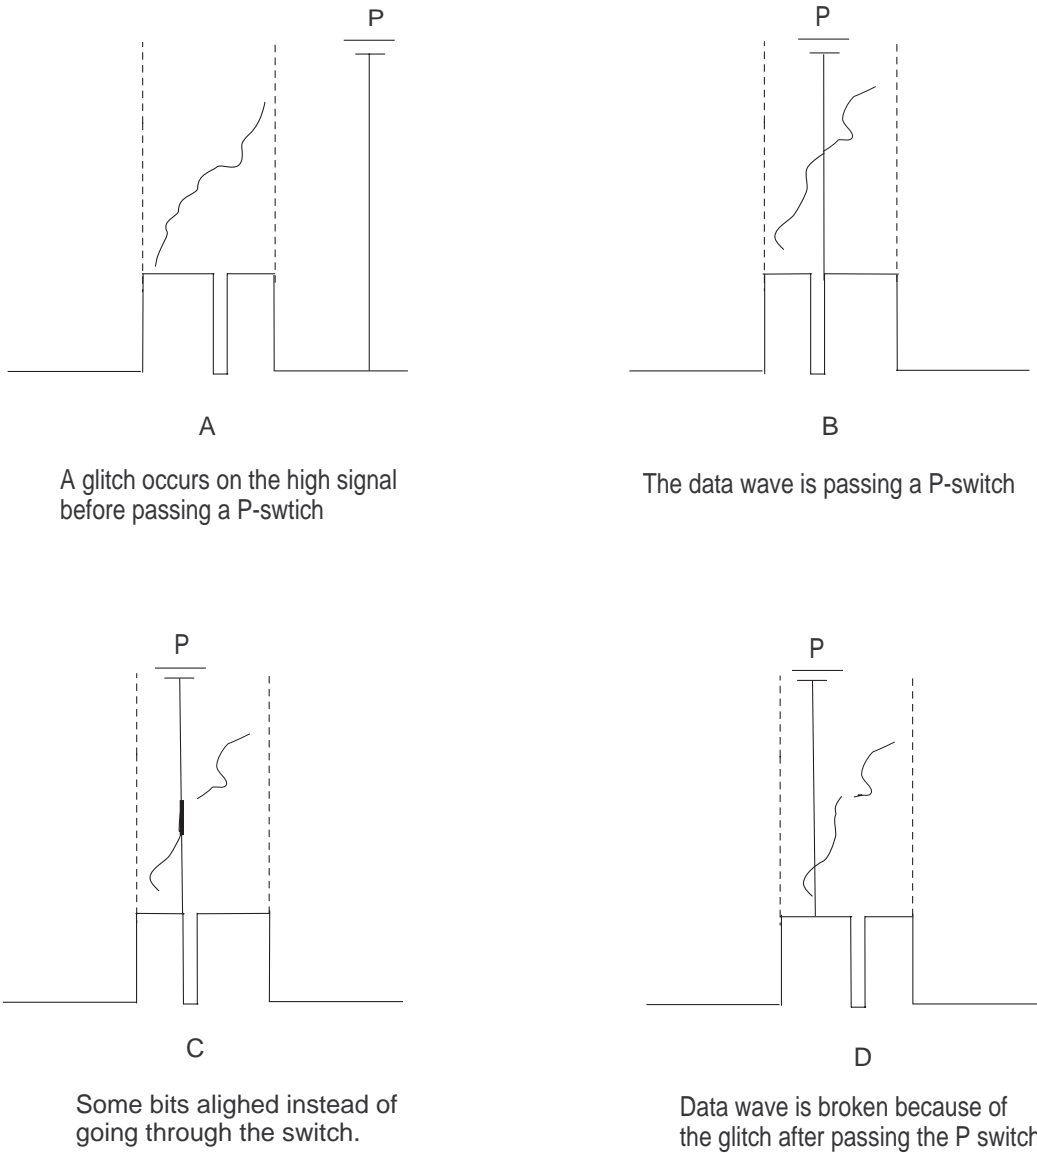 P
P
A
B
A glitch occurs on the high signal
before passing a P-swtich
The data wave is passing a P-switch
P
P
C
D
Some bits alighed instead of
going through the switch.
Data wave is broken because of
the glitch after passing the P switch